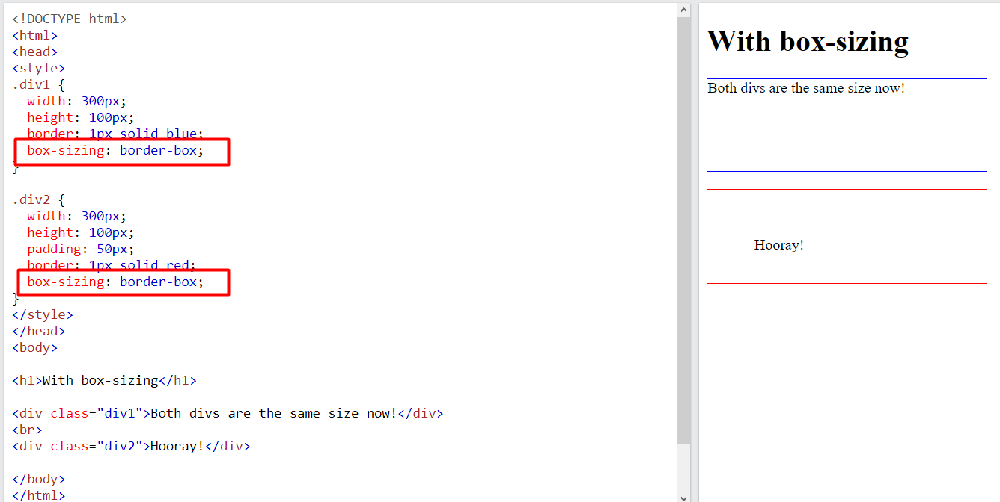 <!DOCTYPE html>
<html>
<head>
<style>
.div1 {
  width: 300px;
  height: 100px;
  border: 1px solid blue;
  box-sizing: border-box;
}

.div2 {
  width: 300px;
  height: 100px;
  padding: 50px;
  border: 1px solid red;
  box-sizing: border-box;
}
</style>
</head>
<body>

<h1>With box-sizing</h1>

<div class="div1">Both divs are the same size now!</div>
<br>
<div class="div2">Hooray!</div>

</body>
</html>
With box-sizing
Both divs are the same size now!
Hooray!